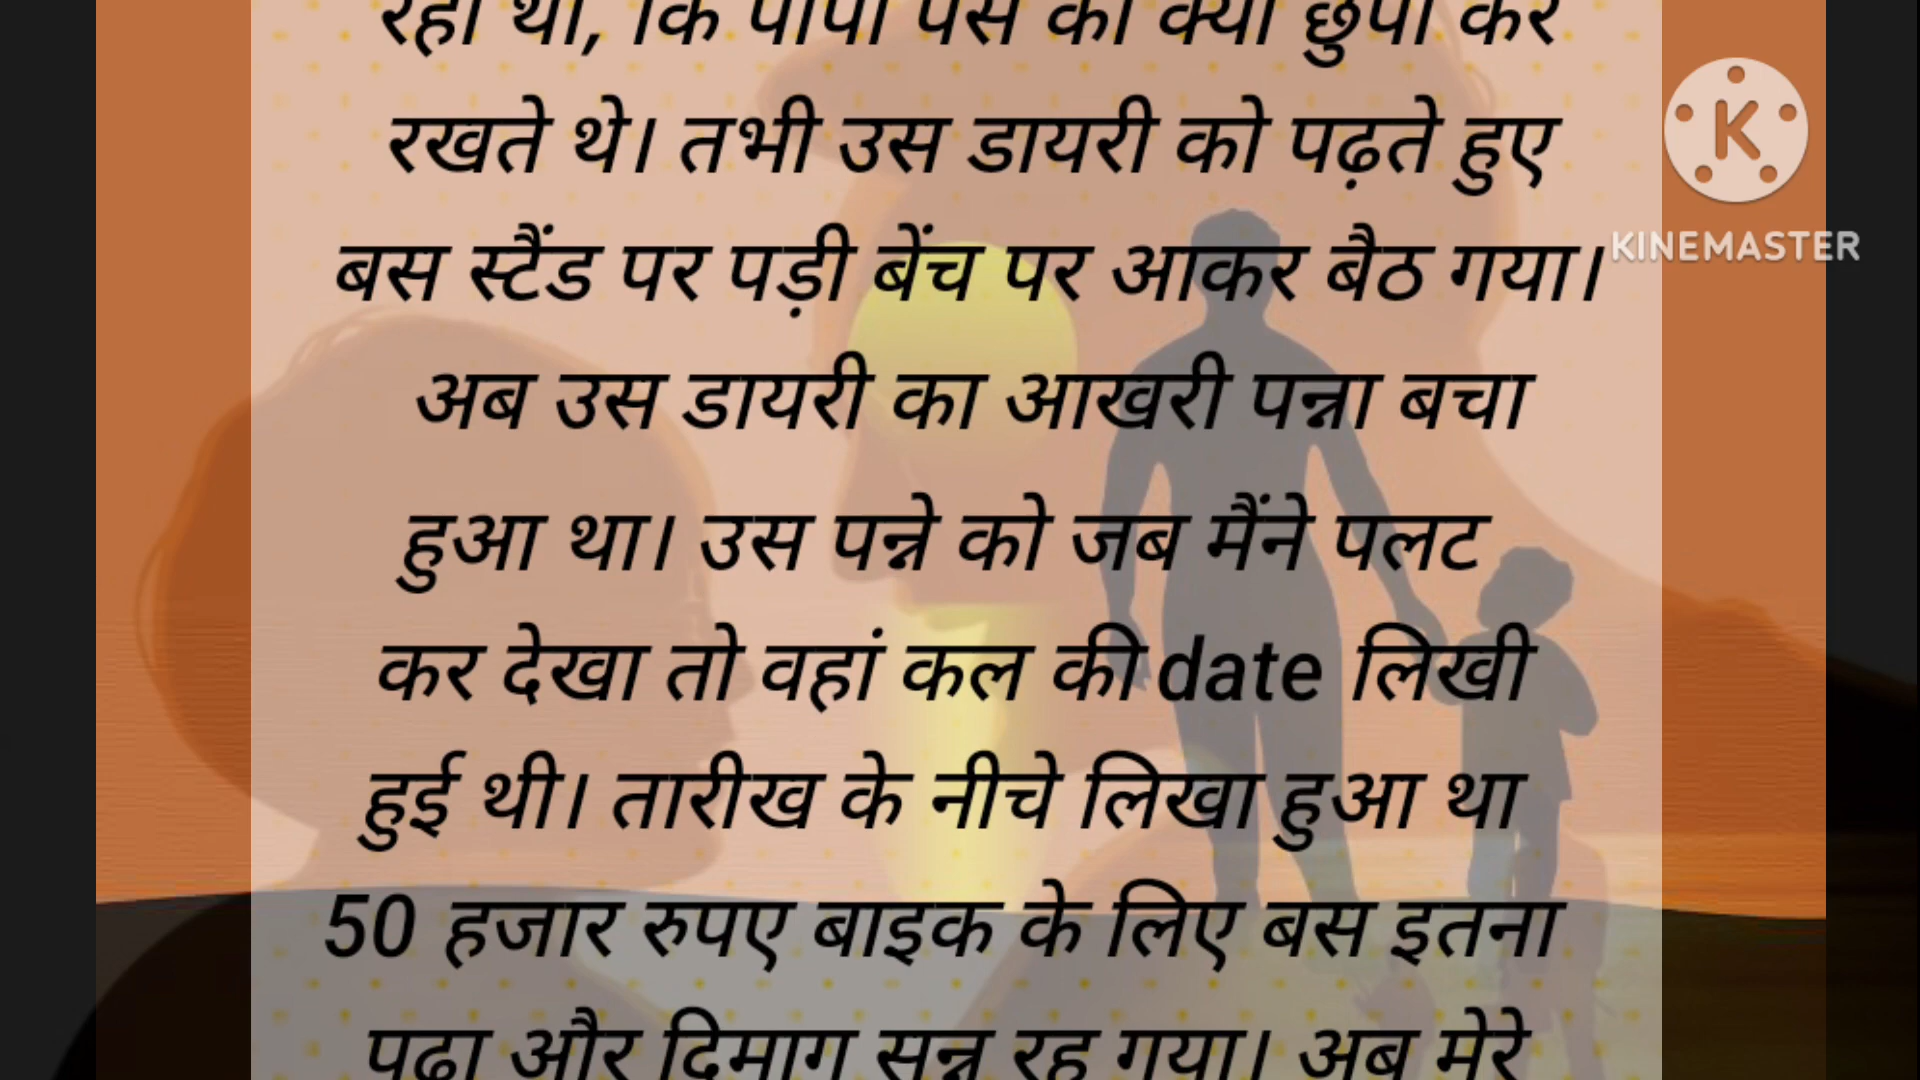 रहा था, कि पापा पैसे को क्यों छुपा कर
रखते थे। तभी उस डायरी को पढ़ते हुए
बस स्टैंड पर पड़ी बेंच पर आकर बैठ गया।
अब उस डायरी का आखरी पन्ना बचा
हुआ था। उस पन्ने को जब मैंने पलट
कर देखा तो वहां कल की date लिखी
हुई थी। तारीख के नीचे लिखा हुआ था
50 हजार रुपए बाइक के लिए बस इतना
पढ़ा और दिमाग सन्न रह गया। अब मेरे
K
KINEMASTER